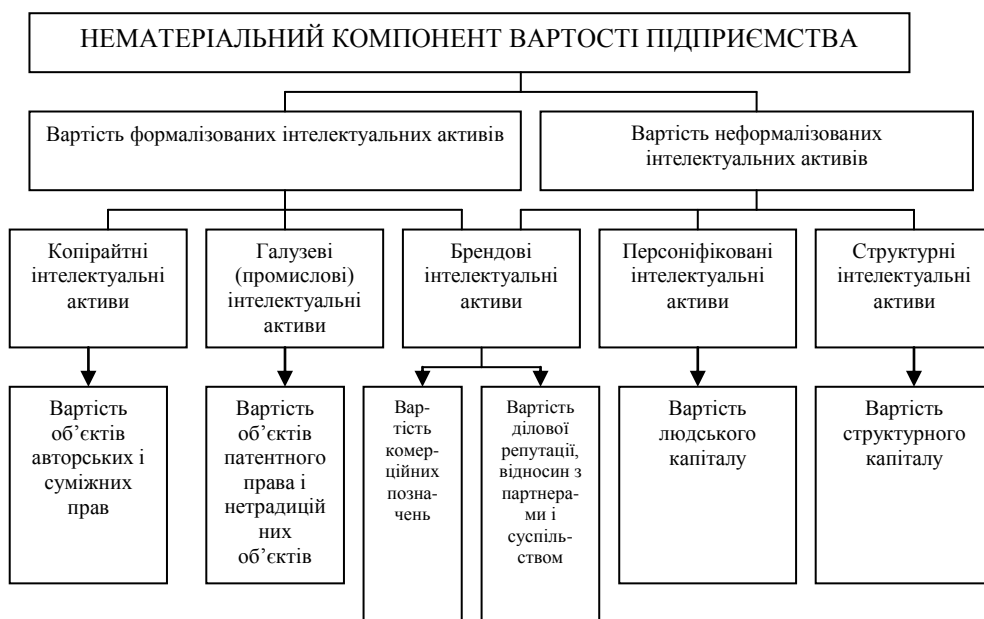 НЕМАТЕРІАЛЬНИЙ КОМПОНЕНТ ВАРТОСТІ ПІДПРИЄМСТВА
Вартість формалізованих інтелектуальних активів
Вартість неформалізованих
інтелектуальних активів
Копірайтні
інтелектуальні
активи
Галузеві
(промислові)
інтелектуальні
активи
Брендові
інтелектуальні
активи
Персоніфіковані
інтелектуальні
активи
Структурні
інтелектуальні
активи
Вартість
об’єктів
авторських і
суміжних
прав
Вартість
об’єктів
патентного
права і
нетрадицій
них
об’єктів
Вар-
тість
комер-
ційних
позна-
чень
Вартість
ділової
репутації,
відносин з
партнера-
ми і
суспіль-
ством
Вартість
людського
капіталу
Вартість
структурного
капіталу